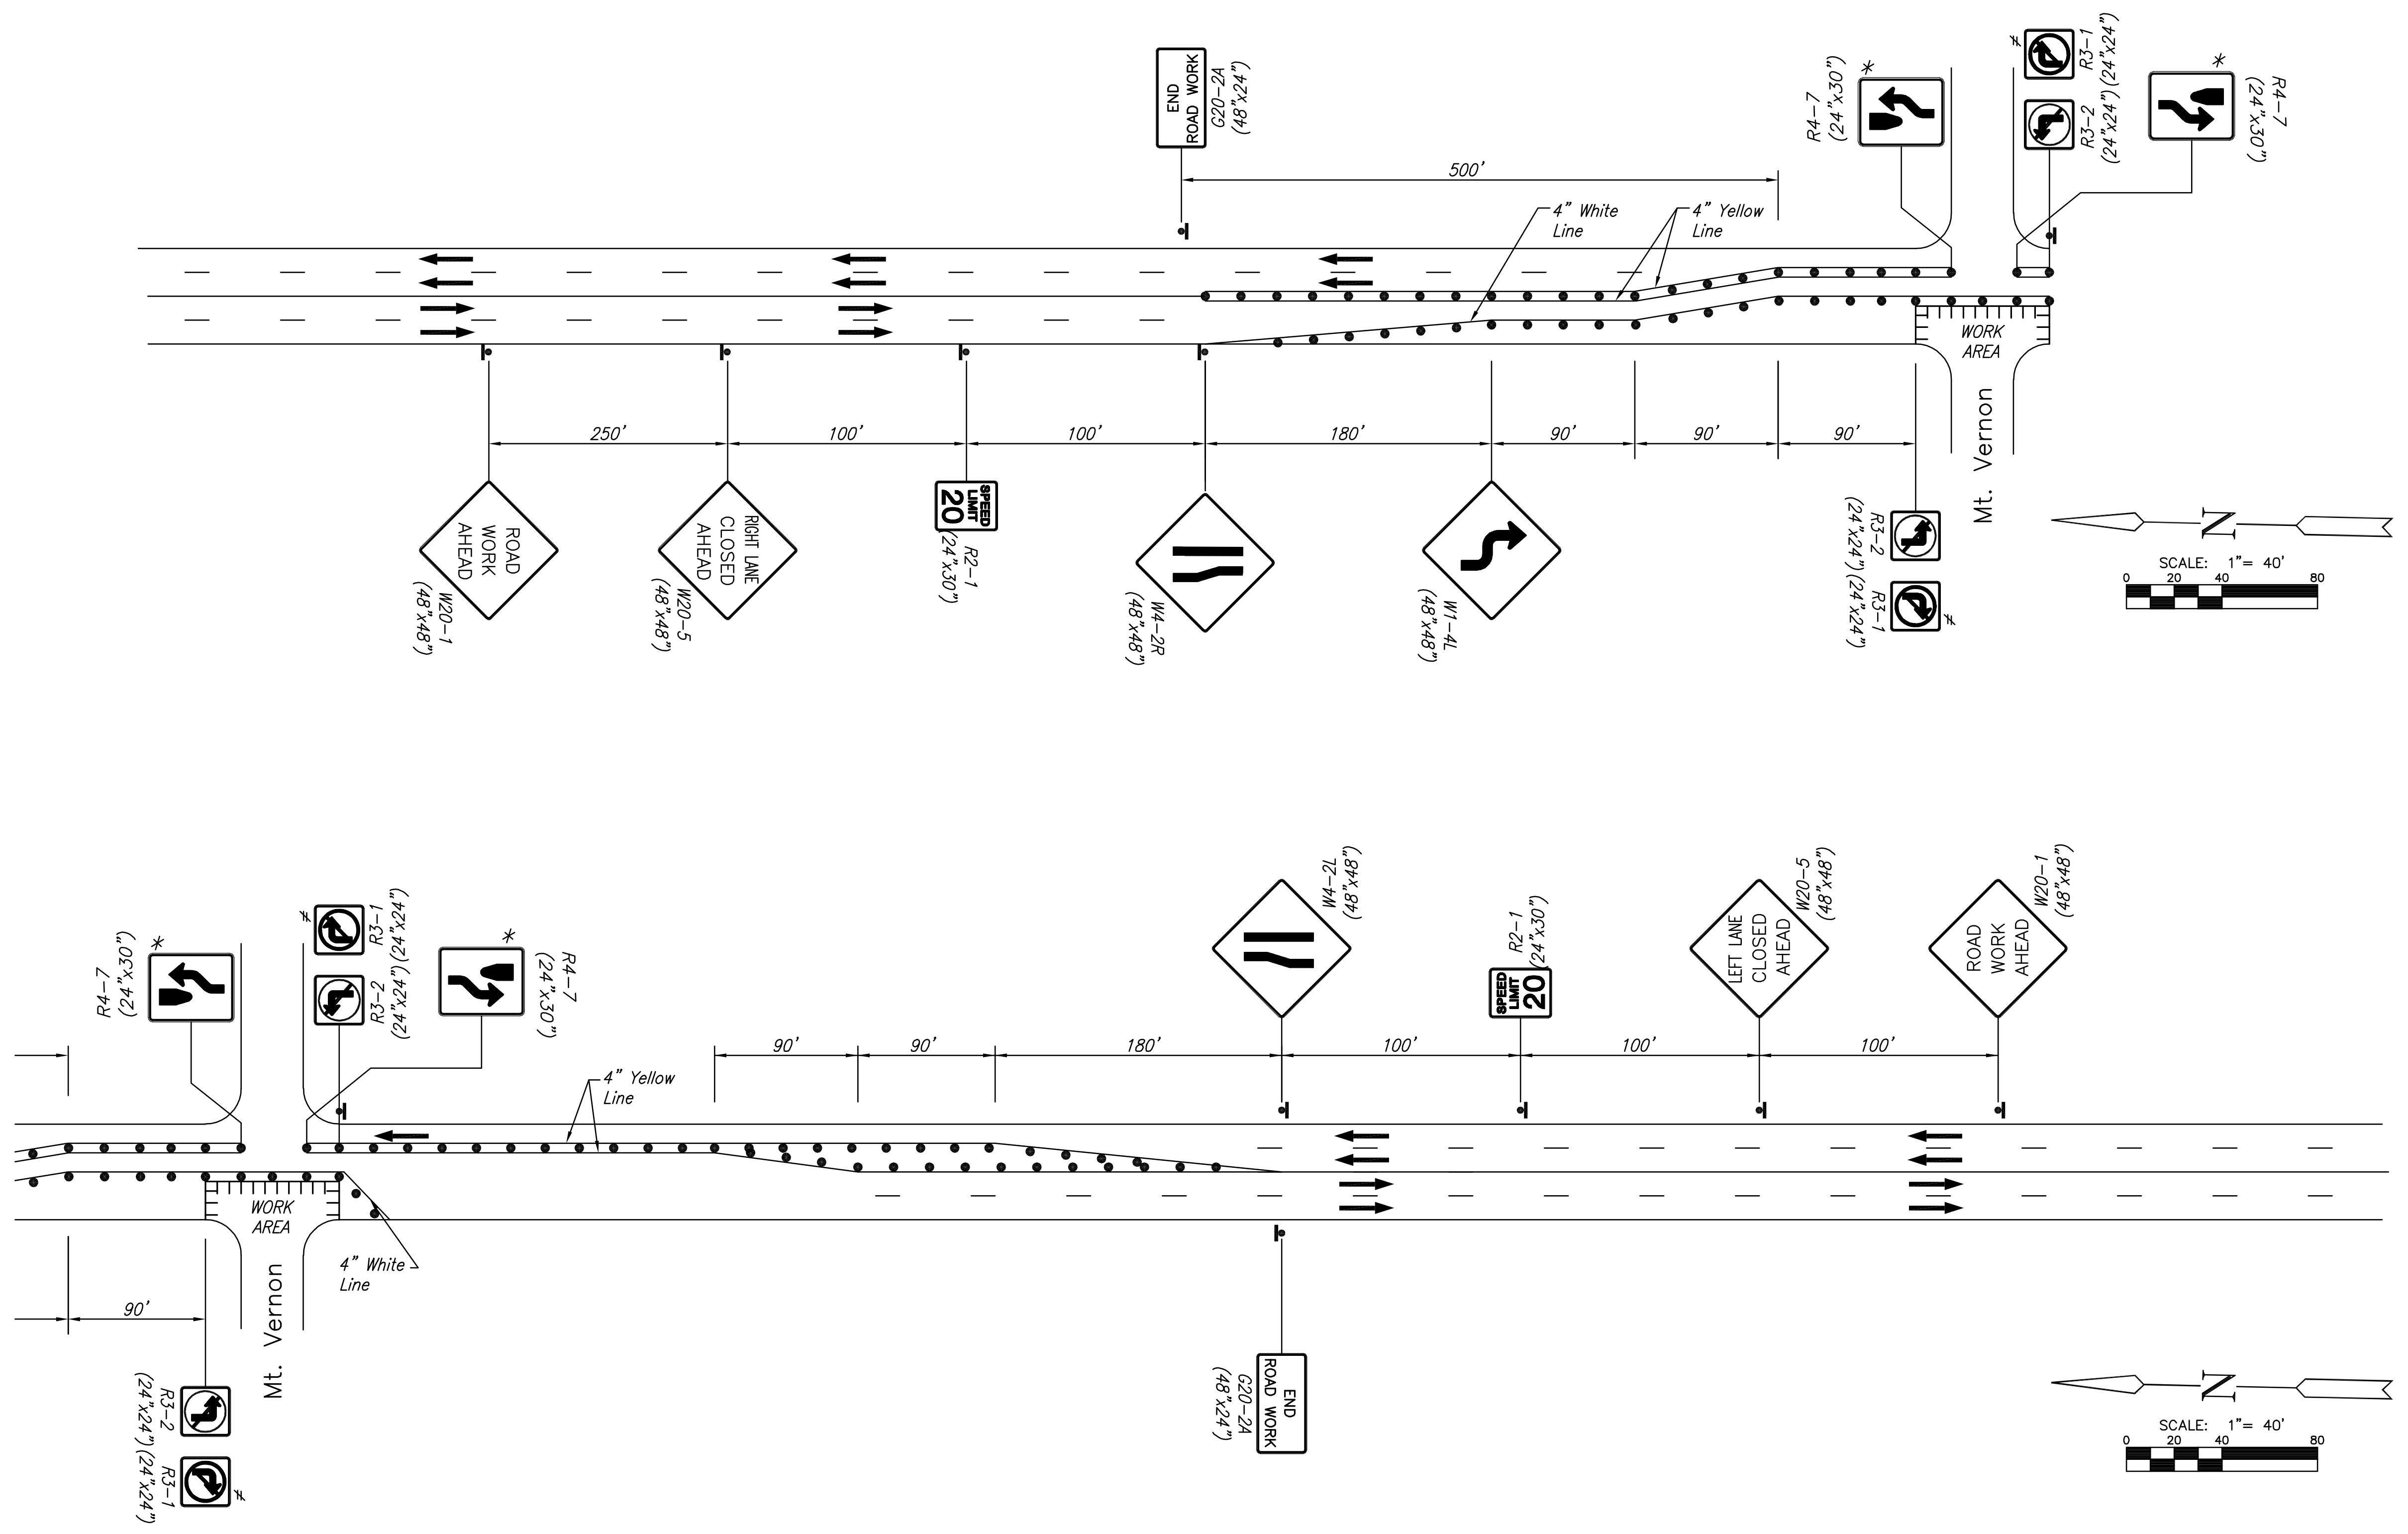 END
ROAD WORK
G20-2A
(48"x24")
500'
4" White
Line
4" Yellow
Line
*
R4-7
(24"x30")
R3-1
(24"x24")
R3-2
(24"x24")
*
R4-7
(24"x30")
WORK
AREA
Mt. Vernon
250'
100'
100'
180'
90'
90'
90'
ROAD
WORK
AHEAD
W20-1
(48"x48")
RIGHT LANE
CLOSED
AHEAD
W20-5
(48"x48")
SPEED
LIMIT
20
R2-1
(24"x30")
W4-2R
(48"x48")
W1-4L
(48"x48")
R3-2
(24"x24")
R3-1
(24"x24")
N
SCALE: 1"= 40'
0 20 40 80
*
R4-7
(24"x30")
R3-1
(24"x24")
R3-2
(24"x24")
*
R4-7
(24"x30")
4" Yellow
Line
90'
90'
180'
100'
100'
100'
W4-2L
(48"x48")
SPEED
LIMIT
20
R2-1
(24"x30")
LEFT LANE
CLOSED
AHEAD
W20-5
(48"x48")
ROAD
WORK
AHEAD
W20-1
(48"x48")
WORK
AREA
4" White
Line
90'
Mt. Vernon
R3-2
(24"x24")
R3-1
(24"x24")
END
ROAD WORK
G20-2A
(48"x24")
N
SCALE: 1"= 40'
0 20 40 80